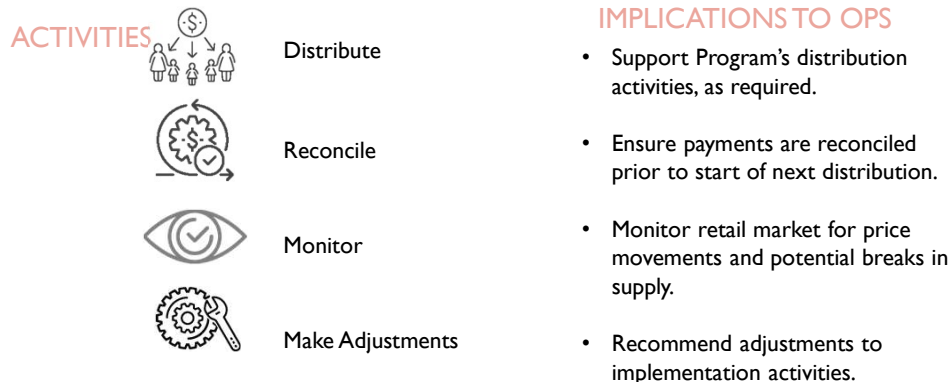 ACTIVITIES
$
Distribute
$
Reconcile
Monitor
Make Adjustments
IMPLICATIONS TO OPS
• Support Program’s distribution
activities, as required.
• Ensure payments are reconciled
prior to start of next distribution.
• Monitor retail market for price
movements and potential breaks in
supply.
• Recommend adjustments to
implementation activities.